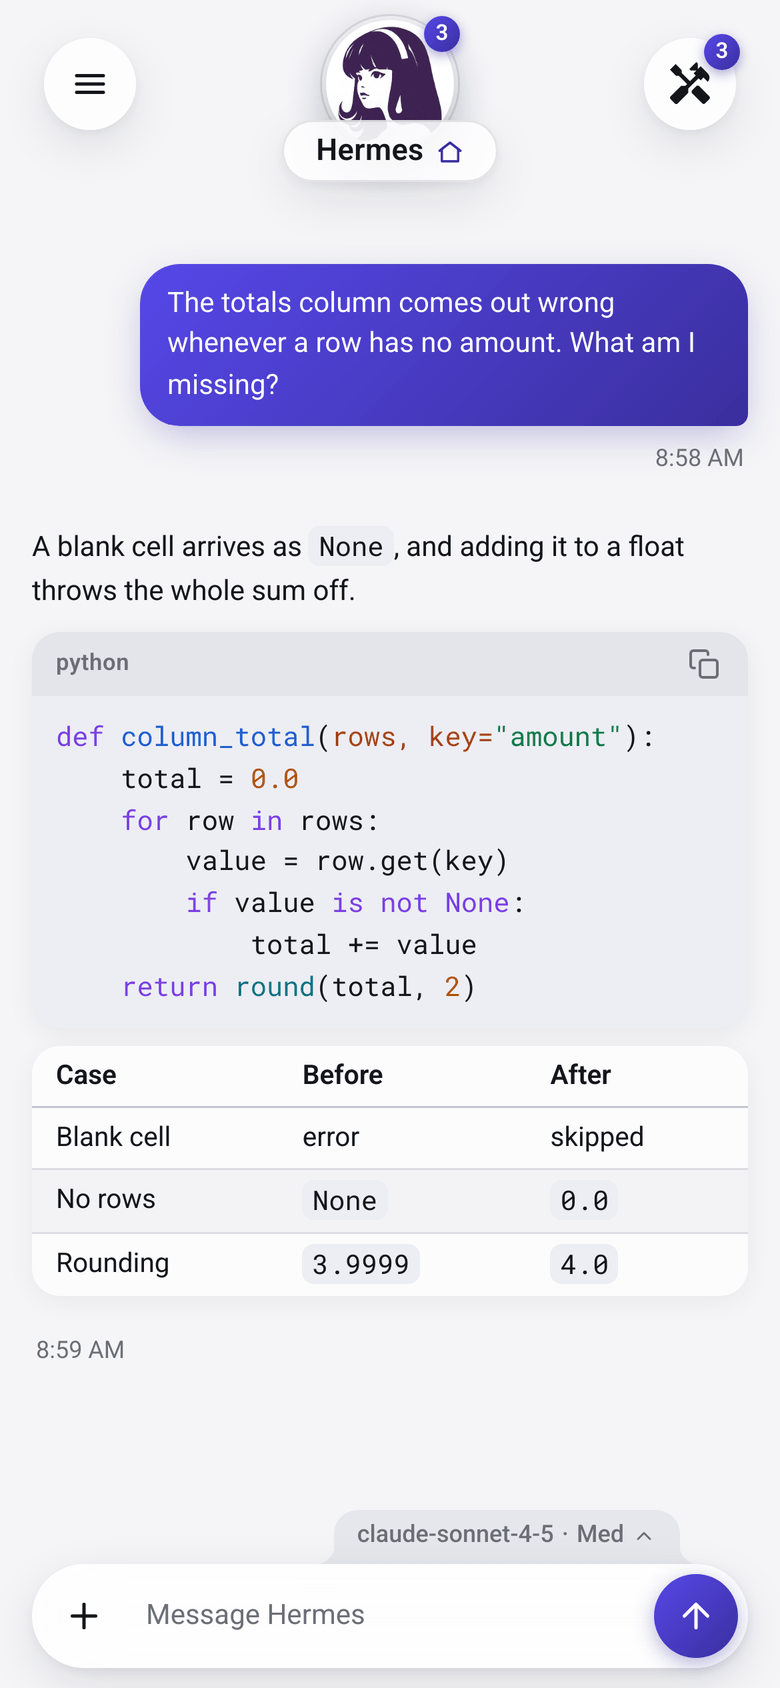 3
3
Hermes
The totals column comes out wrong
whenever a row has no amount. What am I
missing?
8:58 AM
A blank cell arrives as None, and adding it to a float
throws the whole sum off.
python
def column_total(rows, key="amount"):
    total = 0.0
    for row in rows:
        value = row.get(key)
        if value is not None:
            total += value
    return round(total, 2)
Case Before After
Blank cell error skipped
No rows None 0.0
Rounding 3.9999 4.0
8:59 AM
claude-sonnet-4-5 · Med
Message Hermes